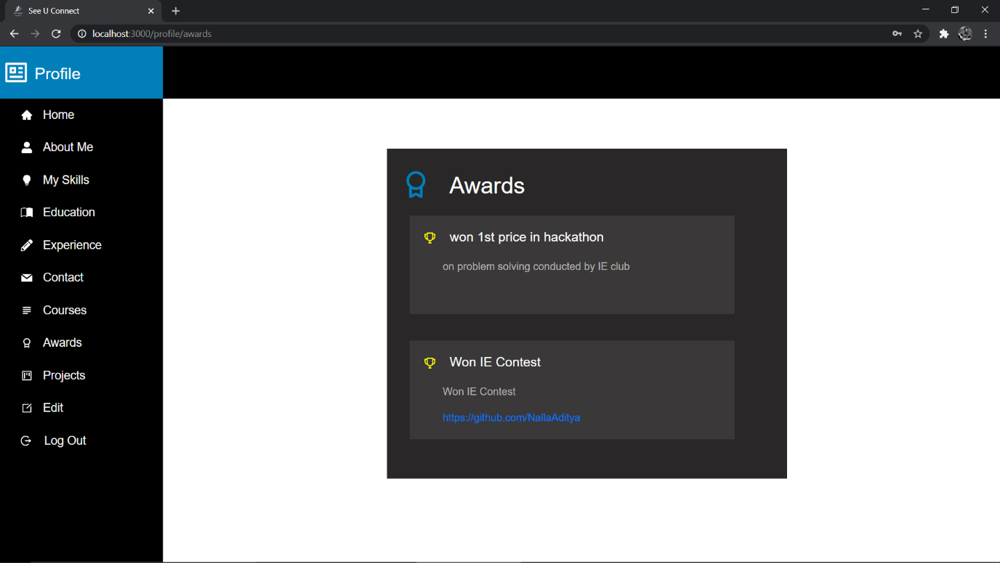 See U Connect
localhost:3000/profile/awards
Profile
Home
About Me
My Skills
Education
Experience
Contact
Courses
Awards
Projects
Edit
Log Out
Awards
won 1st price in hackathon
on problem solving conducted by IE club
Won IE Contest
Won IE Contest
https://github.com/NallaAditya